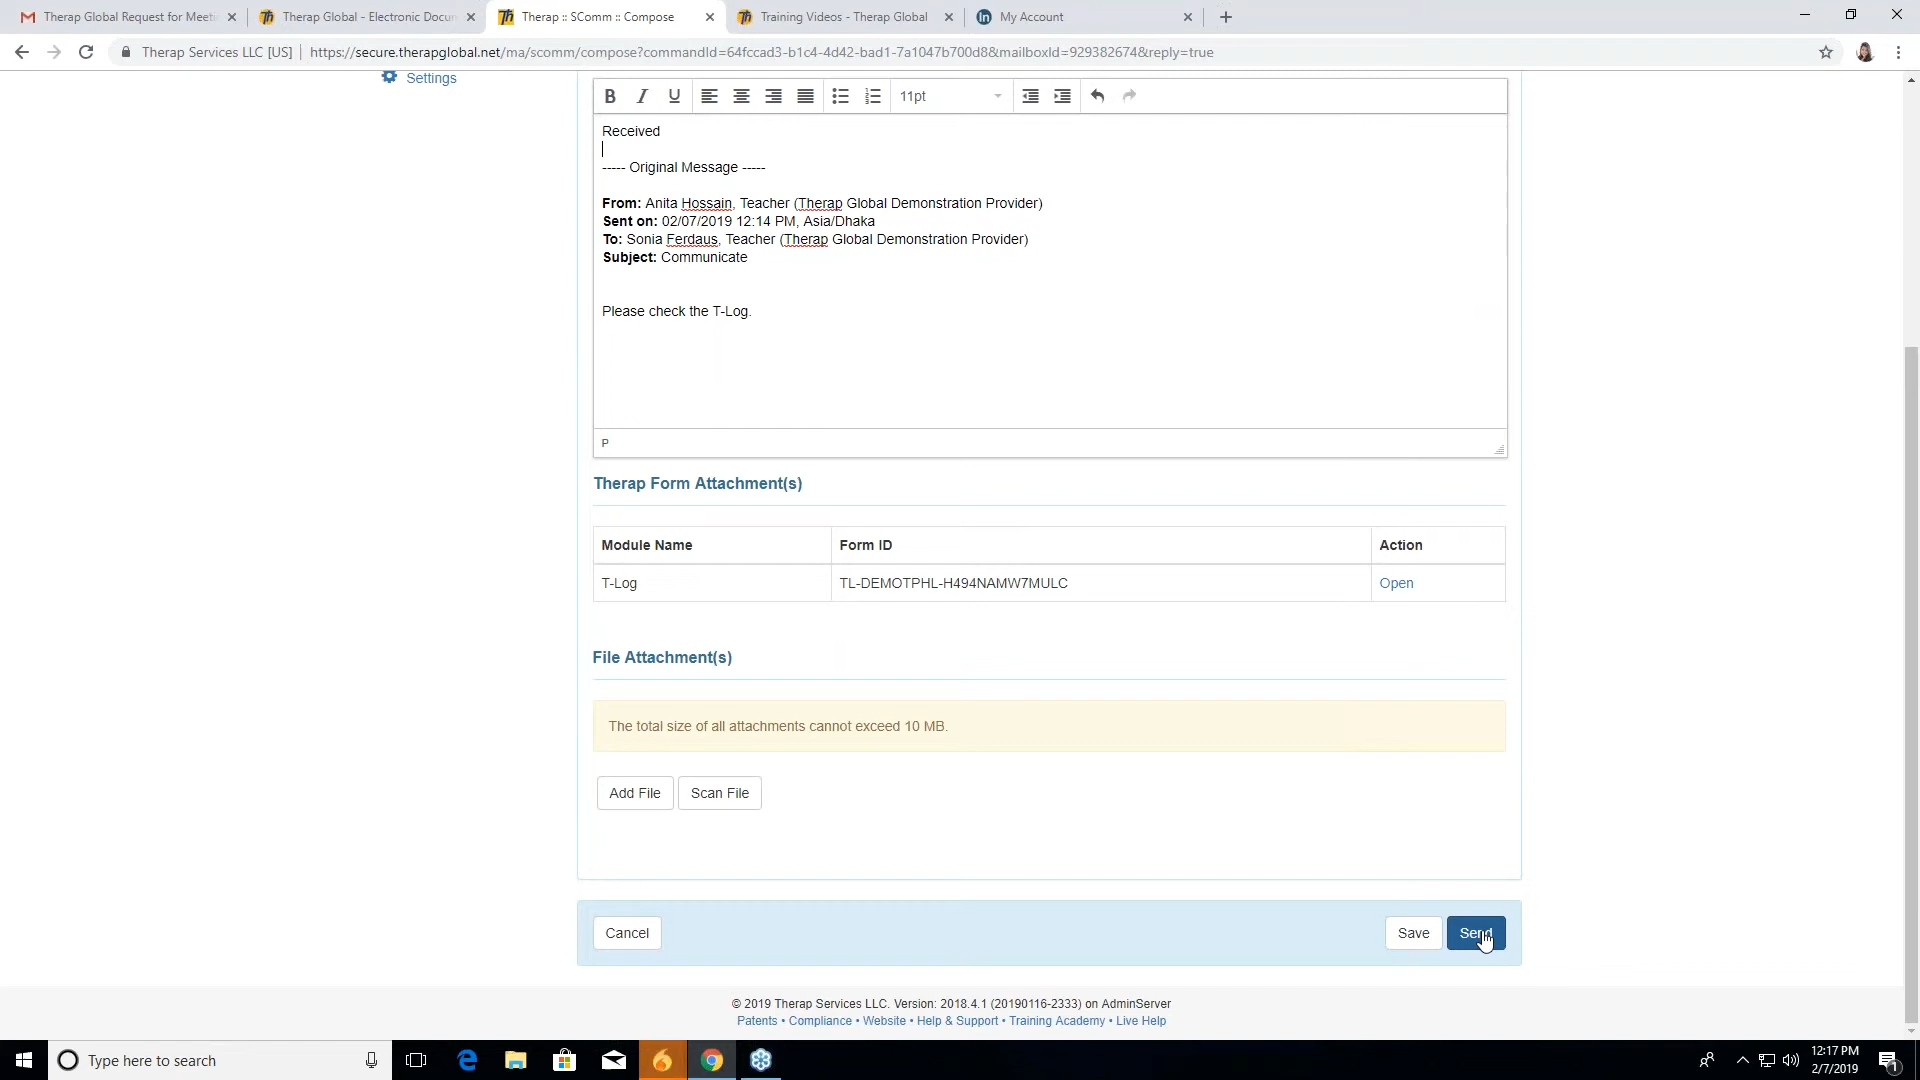 Therap Global Request for Meeti
Therap Global - Electronic Docun
Therap :: SComm :: Compose
Training Videos - Therap Global
My Account
Therap Services LLC [US] | https://secure.therapglobal.net/ma/scomm/compose?commandId=64fccad3-b1c4-4d42-bad1-7a1047b700d8&mailboxId=929382674&reply=true
Settings
B I U 11pt
Received
----- Original Message -----
From: Anita Hossain, Teacher (Therap Global Demonstration Provider)
Sent on: 02/07/2019 12:14 PM, Asia/Dhaka
To: Sonia Ferdaus, Teacher (Therap Global Demonstration Provider)
Subject: Communicate
Please check the T-Log.
P
Therap Form Attachment(s)
Module Name Form ID Action
T-Log TL-DEMOTPHL-H494NAMW7MULC Open
File Attachment(s)
The total size of all attachments cannot exceed 10 MB.
Add File Scan File
Cancel Save Send
© 2019 Therap Services LLC. Version: 2018.4.1 (20190116-2333) on AdminServer
Patents • Compliance • Website • Help & Support • Training Academy • Live Help
Type here to search
12:17 PM
2/7/2019
1